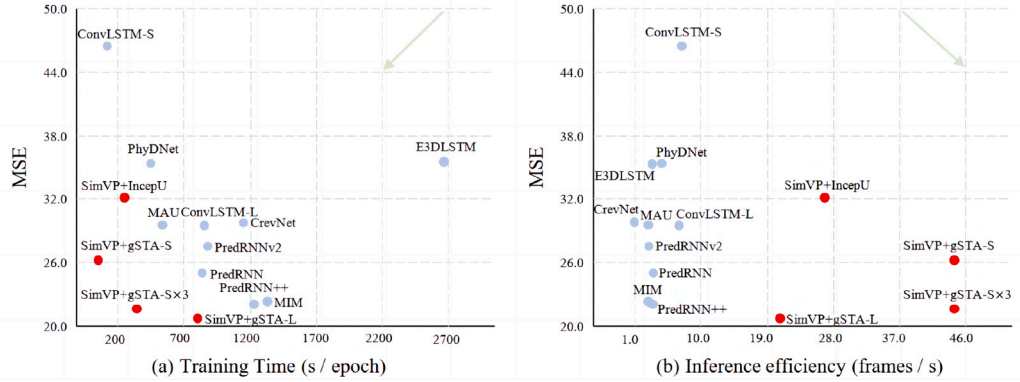 50.0
ConvLSTM-S
44.0
38.0
PhyDNet
E3DLSTM
MSE
SimVP+IncepU
32.0
MAU ConvLSTM-L
CrevNet
SimVP+gSTA-S
PredRNNv2
26.0
PredRNN
SimVP+gSTA-S×3
PredRNN++
MIM
SimVP+gSTA-L
20.0
200 700 1200 1200 2200 2700
(a) Training Time (s / epoch)
50.0
ConvLSTM-S
44.0
38.0
PhyDNet
E3DLSTM
MSE
SimVP+IncepU
32.0
CrevNet
MAU ConvLSTM-L
PredRNNv2
SimVP+gSTA-S
26.0
PredRNN
MIM
SimVP+gSTA-S×3
PredRNN++
SimVP+gSTA-L
20.0
1.0 10.0 19.0 28.0 37.0 46.0
(b) Inference efficiency (frames / s)